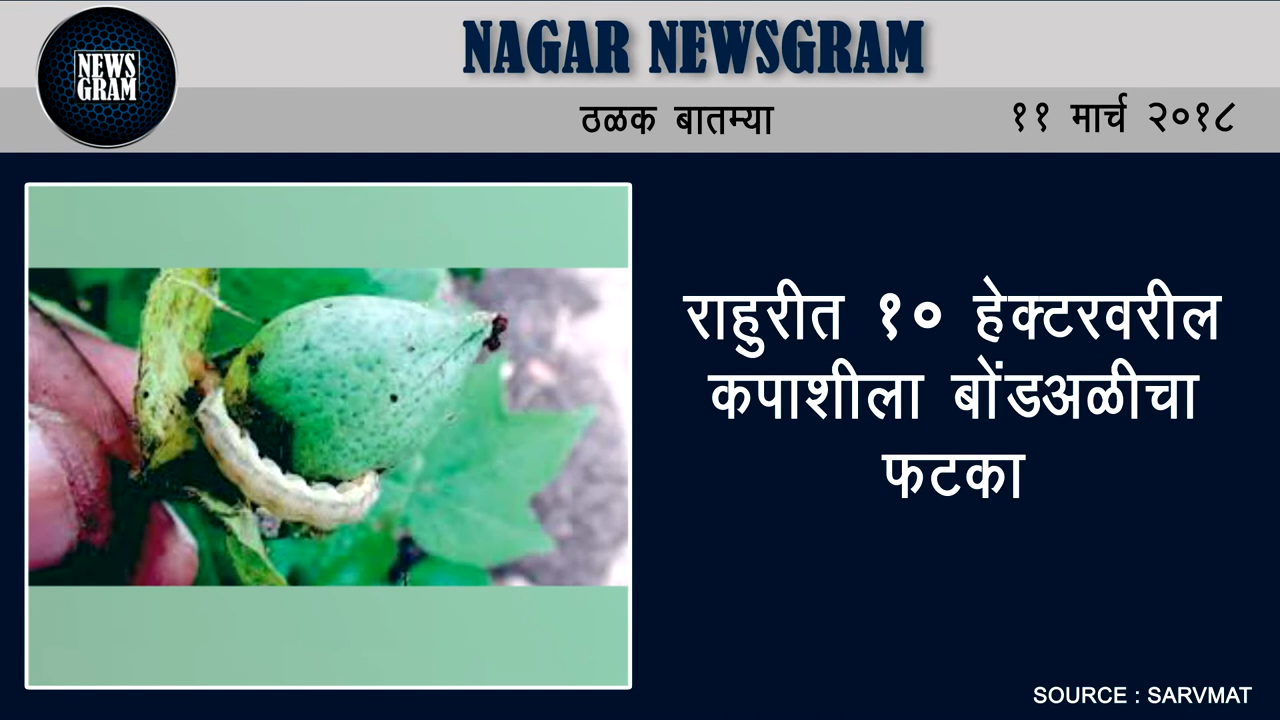 NEWS
GRAM
NAGAR NEWSGRAM
ठळक बातम्या
११ मार्च २०१८
राहुरीत १० हेक्टरवरील
कपाशीला बोंडअळीचा
फटका
SOURCE : SARVMAT